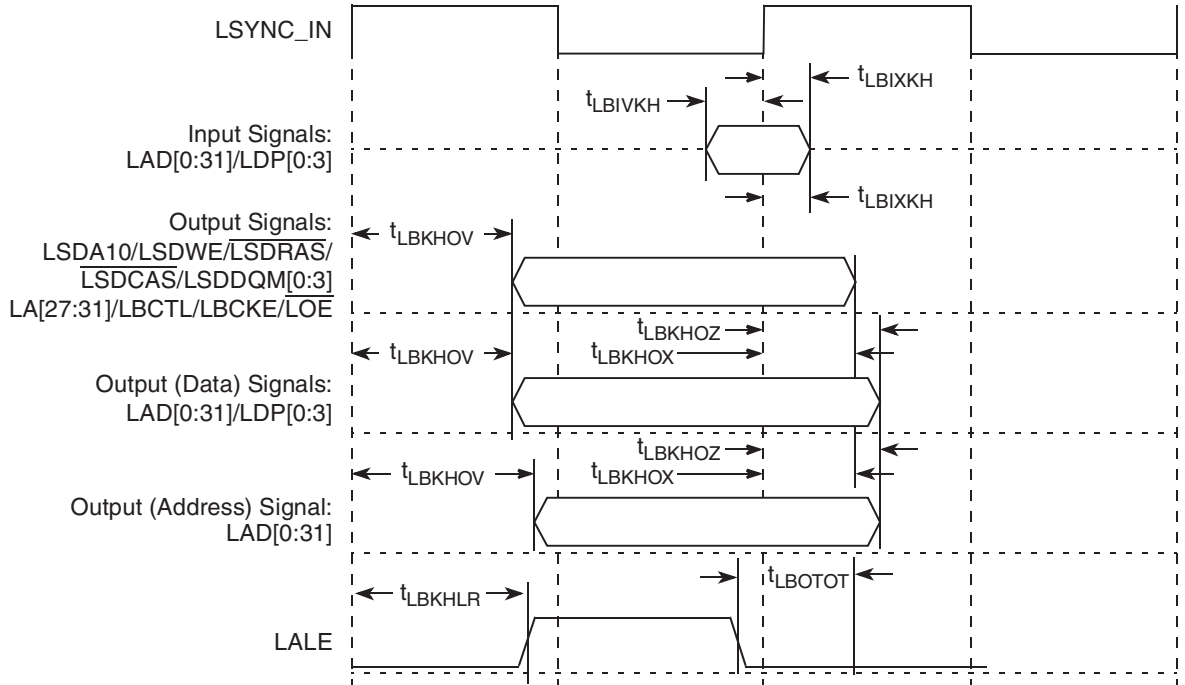 LSYNC_IN
tLBIXKH
tLBIVKH
Input Signals:
LAD[0:31]/LDP[0:3]
tLBIXKH
Output Signals:
tLBKHOV
LSDA10/LSDWE/LSDRAS/
LSDCAS/LSDDQM[0:3]
LA[27:31]/LBCTL/LBCKE/LOE
tLBKHOZ
tLBKHOV
tLBKHOX
Output (Data) Signals:
LAD[0:31]/LDP[0:3]
tLBKHOZ
tLBKHOV
tLBKHOX
Output (Address) Signal:
LAD[0:31]
tLBOTOT
tLBKHLR
LALE